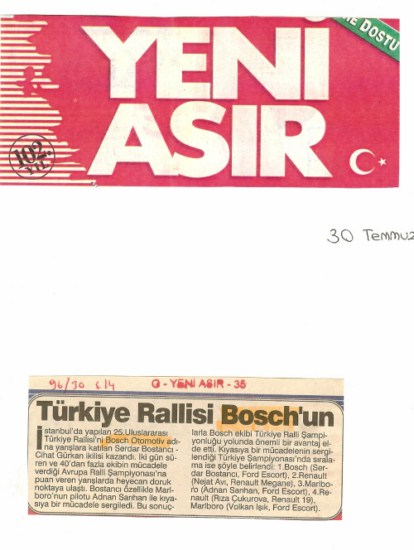 ME DOSTU
YENİ
ASIR
102.
YIL
30 Temmuz
96/30 614
G - YENİ ASIR - 35
Türkiye Rallisi Bosch'un
İstanbul'da yapılan 25.Uluslararası
Türkiye Rallisi'ni Bosch Otomotiv adı-
na yarışlara katılan Serdar Bostancı -
Cihat Gürkan ikilisi kazandı. İki gün sü-
ren ve 40'dan fazla ekibin mücadele
verdiği Avrupa Ralli Şampiyonası'na
puan veren yarışlarda heyecan doruk
noktaya ulaştı. Bostancı özellikle Marl-
boro'nun pilotu Adnan Sarıhan ile kıya-
sıya bir mücadele sergiledi. Bu sonuç-
larla Bosch ekibi Türkiye Ralli Şampi-
yonluğu yolunda önemli bir avantaj el-
de etti. Kıyasıya bir mücadelenin sergi-
lendiği Türkiye Şampiyonası'nda sırala-
ma ise şöyle belirlendi: 1.Bosch (Ser-
dar Bostancı, Ford Escort), 2.Renault
(Nejat Avı, Renault Megane), 3.Marlbo-
ro (Adnan Sarıhan, Ford Escort), 4.Re-
nault (Rıza Çukurova, Renault 19),
Marlboro (Volkan Işık, Ford Escort).